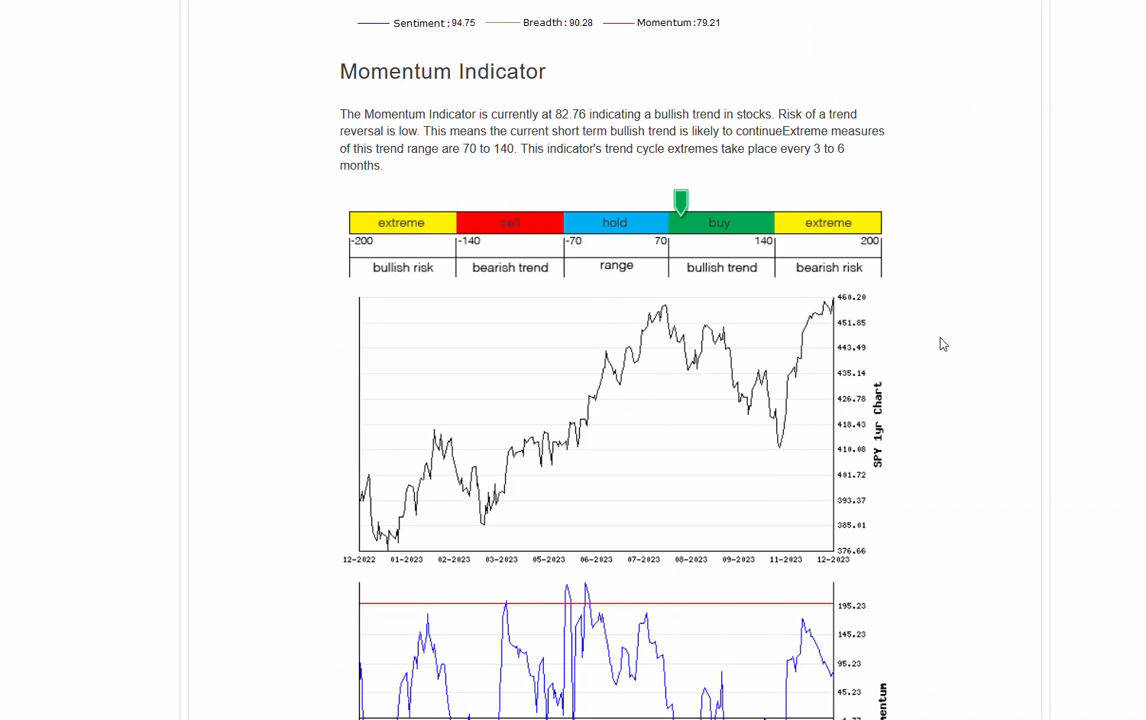 Sentiment : 94.75 Breadth : 90.28 Momentum : 79.21
Momentum Indicator
The Momentum Indicator is currently at 82.76 indicating a bullish trend in stocks. Risk of a trend
reversal is low. This means the current short term bullish trend is likely to continueExtreme measures
of this trend range are 70 to 140. This indicator's trend cycle extremes take place every 3 to 6
months.
extreme sell hold buy extreme
-200 -140 -70 70 140 200
bullish risk bearish trend range bullish trend bearish risk
460.20
451.85
443.49
435.14
426.78
418.43
410.08
401.72
393.37
385.01
376.66
SPY 1yr Chart
12-2022 01-2023 02-2023 03-2023 05-2023 06-2023 07-2023 08-2023 09-2023 11-2023 12-2023
195.23
145.23
95.23
45.23